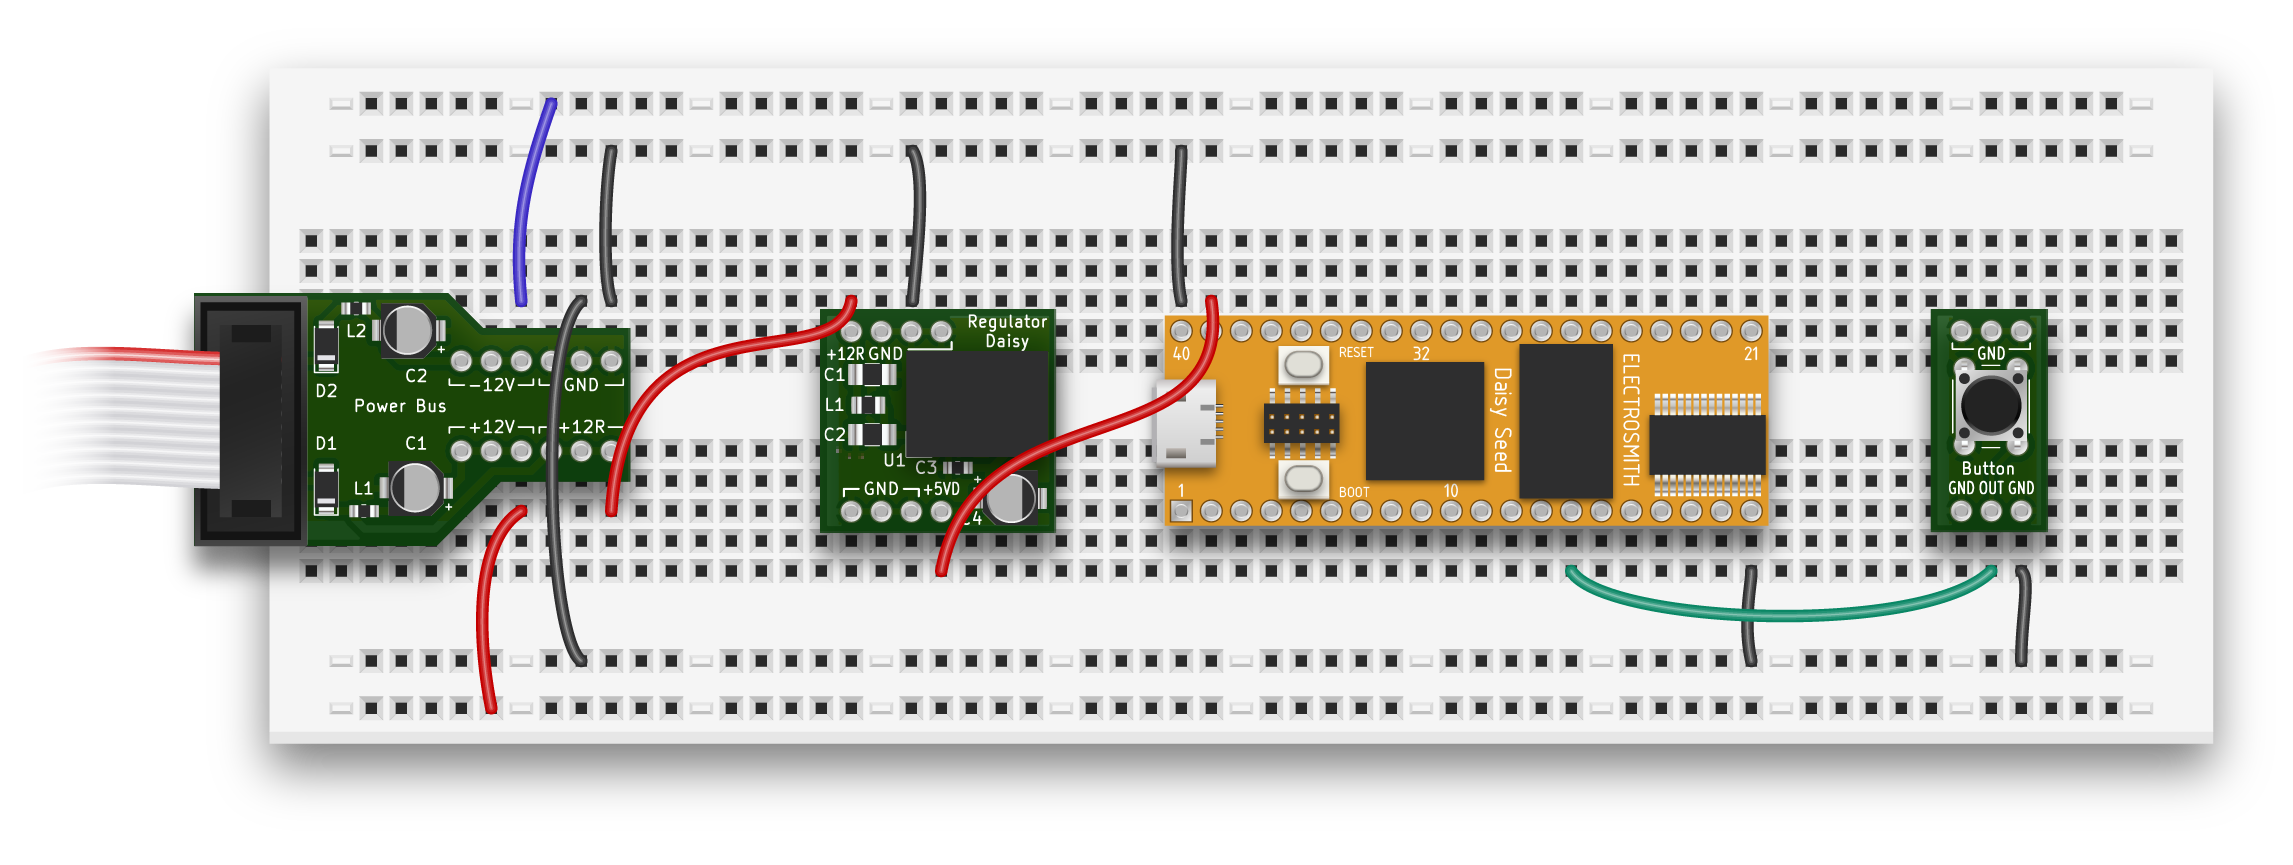 L2
D2
C2
-12V
GND
Power Bus
+12V
+12R
D1
C1
L1
Regulator
Daisy
+12R GND
C1
L1
C2
U1
C3
GND
+5VD
+
C4
40
RESET
32
21
Daisy Seed
ELECTROSMITH
1
BOOT
10
GND
Button
GND OUT GND